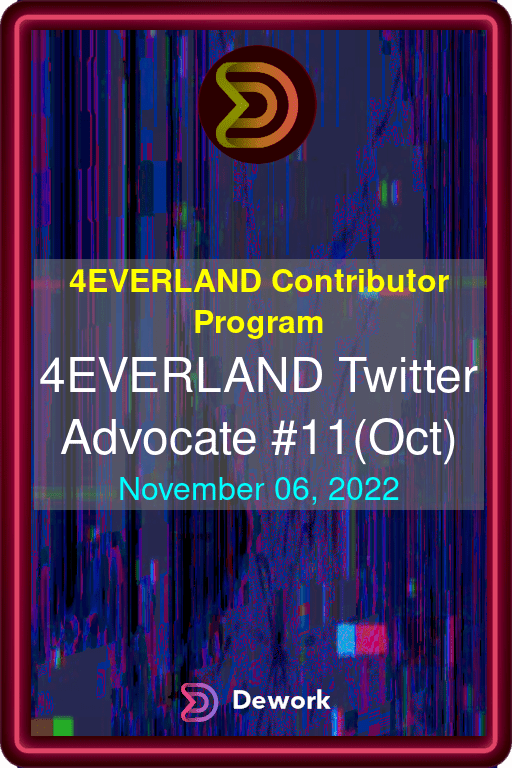 4EVERLAND Contributor
Program
4EVERLAND Twitter
Advocate #11(Oct)
November 06, 2022
Dework